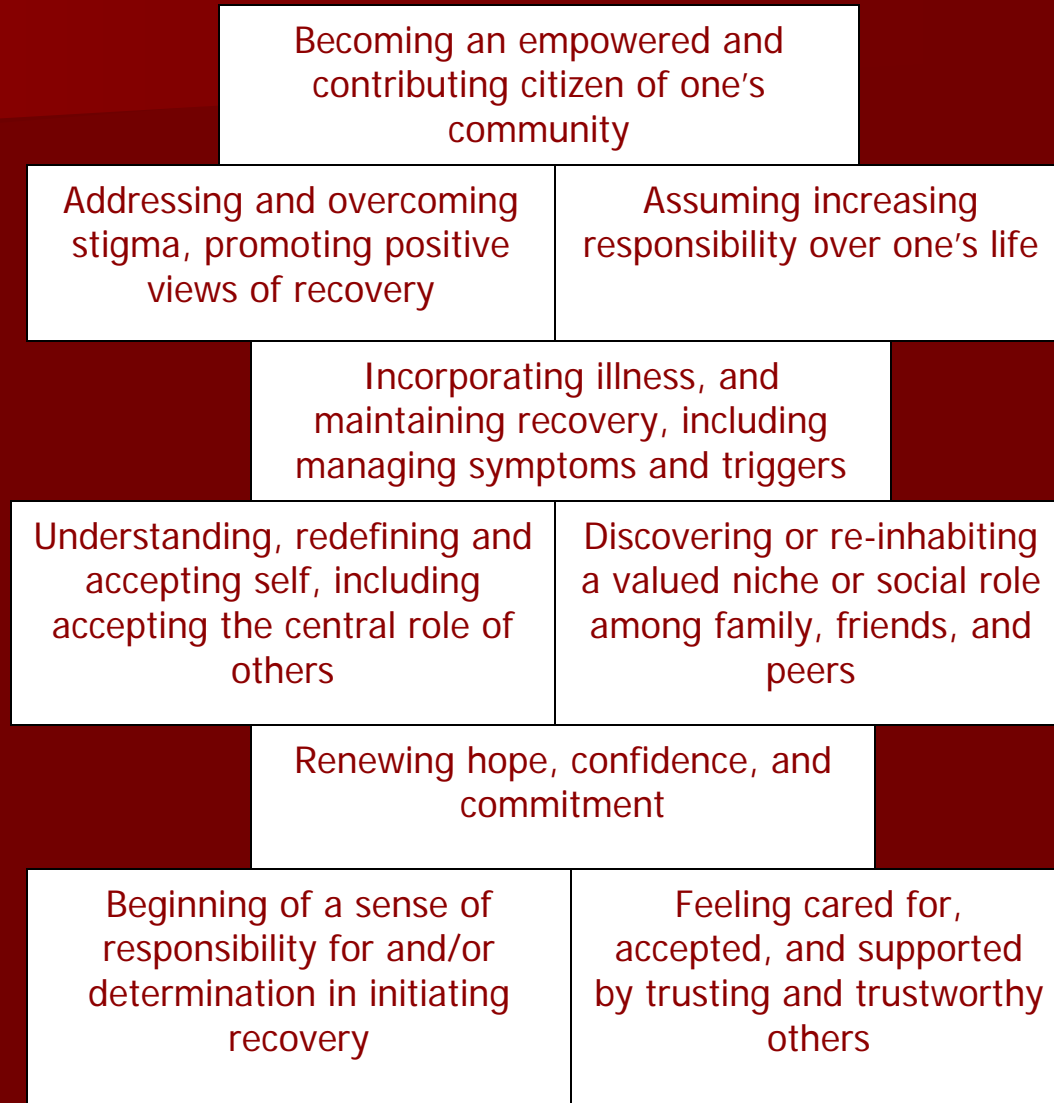 Becoming an empowered and
contributing citizen of one’s
community
Addressing and overcoming
stigma, promoting positive
views of recovery
Assuming increasing
responsibility over one’s life
Incorporating illness, and
maintaining recovery, including
managing symptoms and triggers
Understanding, redefining and
accepting self, including
accepting the central role of
others
Discovering or re-inhabiting
a valued niche or social role
among family, friends, and
peers
Renewing hope, confidence, and
commitment
Beginning of a sense of
responsibility for and/or
determination in initiating
recovery
Feeling cared for,
accepted, and supported
by trusting and trustworthy
others